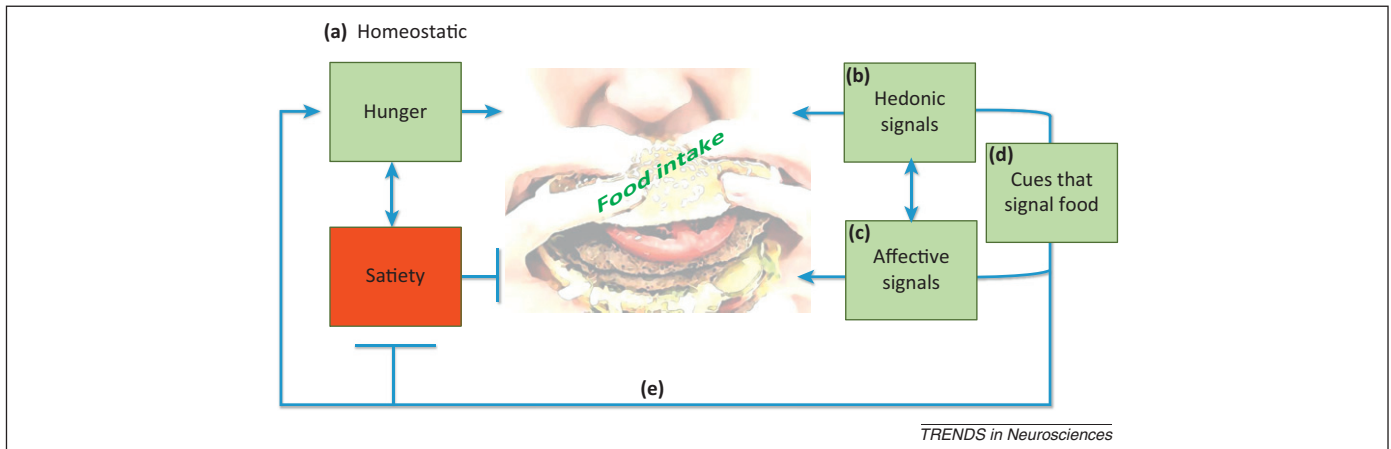 (a) Homeostatic
Hunger
Satiety
Food intake
(b)
Hedonic
signals
(c)
Affective
signals
(d)
Cues that
signal food
(e)
TRENDS in Neurosciences